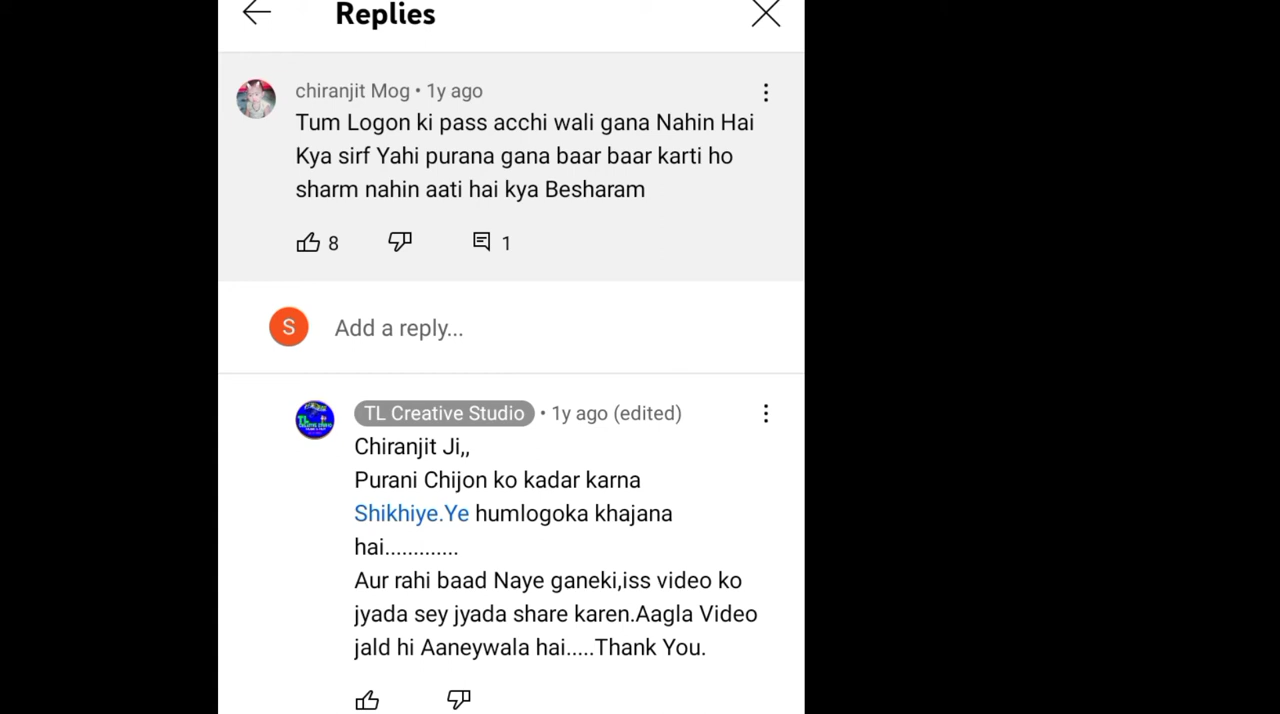 Replies
chiranjit Mog • 1y ago
Tum Logon ki pass acchi wali gana Nahin Hai
Kya sirf Yahi purana gana baar baar karti ho
sharm nahin aati hai kya Besharam
8 1
S Add a reply...
TL Creative Studio • 1y ago (edited)
Chiranjit Ji,,
Purani Chijon ko kadar karna
Shikhiye.Ye humlogoka khajana
hai.............
Aur rahi baad Naye ganeki,iss video ko
jyada sey jyada share karen.Aagla Video
jald hi Aaneywala hai.....Thank You.